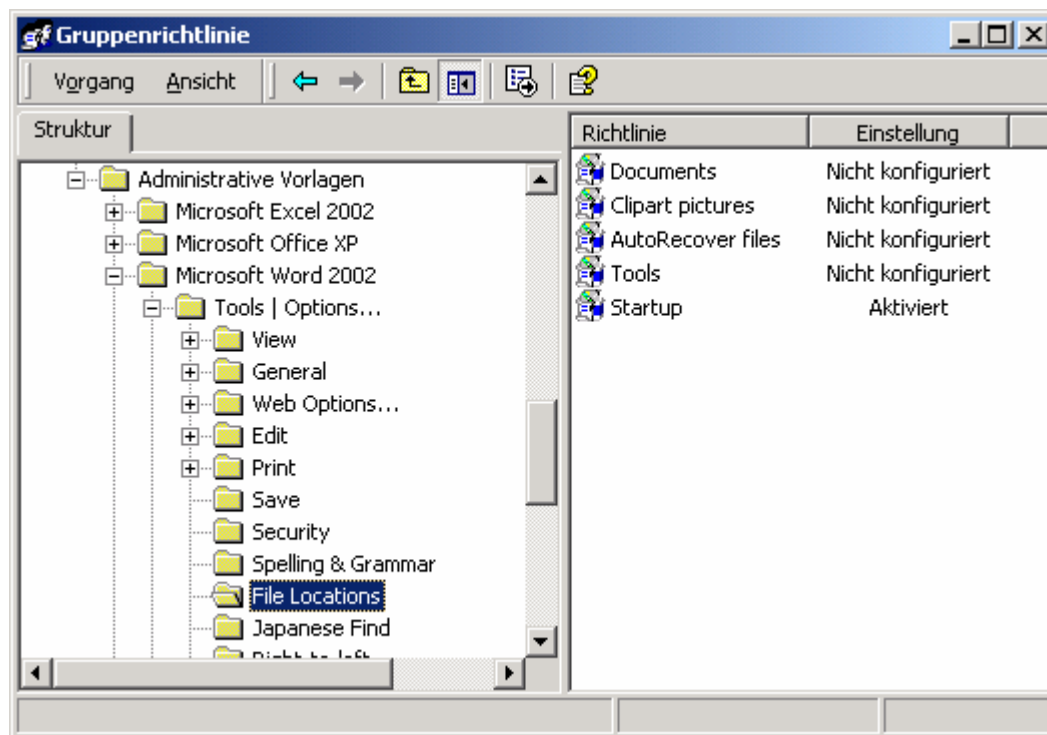 Gruppenrichtlinie
Vorgang Ansicht
Struktur
Administrative Vorlagen
Microsoft Excel 2002
Microsoft Office XP
Microsoft Word 2002
Tools | Options...
View
General
Web Options...
Edit
Print
Save
Security
Spelling & Grammar
File Locations
Japanese Find
Richtlinie Einstellung
Documents Nicht konfiguriert
Clipart pictures Nicht konfiguriert
AutoRecover files Nicht konfiguriert
Tools Nicht konfiguriert
Startup Aktiviert